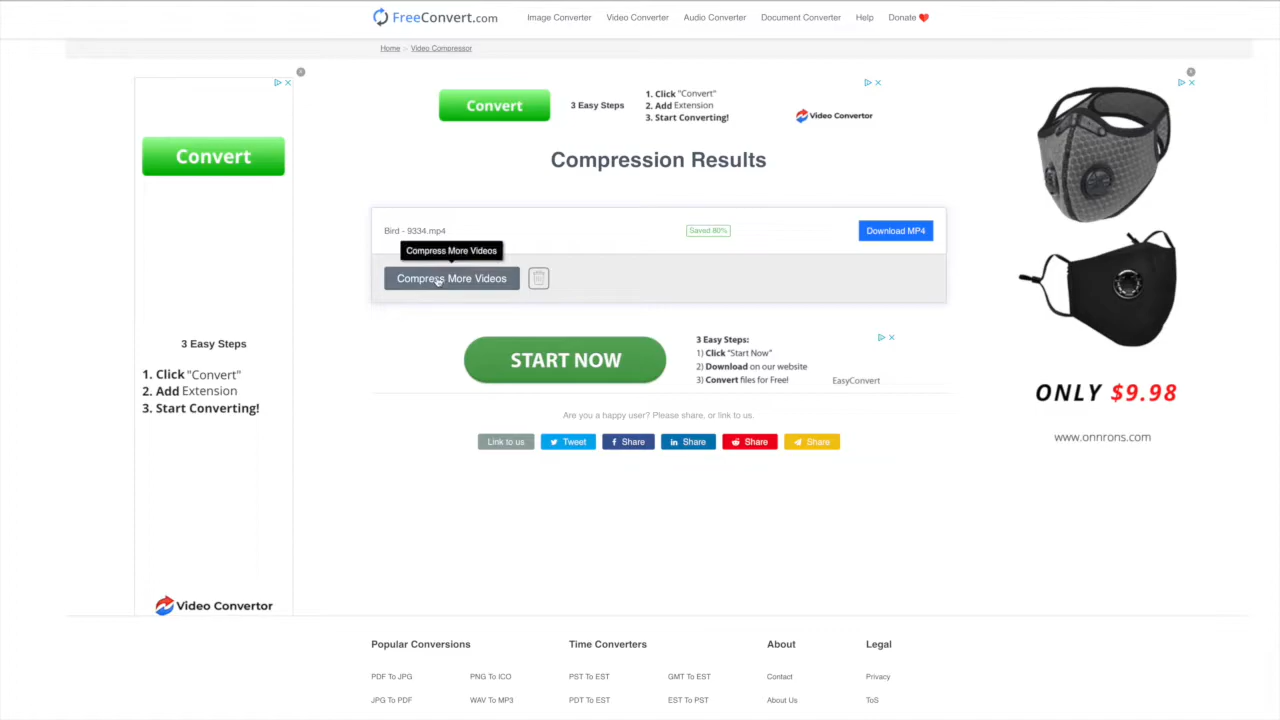 FreeConvert.com
Image Converter
Video Converter
Audio Converter
Document Converter
Help
Donate
Home > Video Compressor
Convert
3 Easy Steps
1. Click "Convert"
2. Add Extension
3. Start Converting!
Video Convertor
Convert
3 Easy Steps
1. Click "Convert"
2. Add Extension
3. Start Converting!
Video Convertor
Compression Results
Bird - 9334.mp4
Saved 80%
Download MP4
Compress More Videos
Compress More Videos
START NOW
3 Easy Steps:
1) Click "Start Now"
2) Download on our website
3) Convert files for Free!
EasyConvert
Are you a happy user? Please share, or link to us.
Link to us
Tweet
Share
Share
Share
Share
ONLY $9.98
www.onnrons.com
Popular Conversions
Time Converters
About
Legal
PDF To JPG
PNG To ICO
PST To EST
GMT To EST
Contact
Privacy
JPG To PDF
WAV To MP3
PDT To EST
EST To PST
About Us
ToS